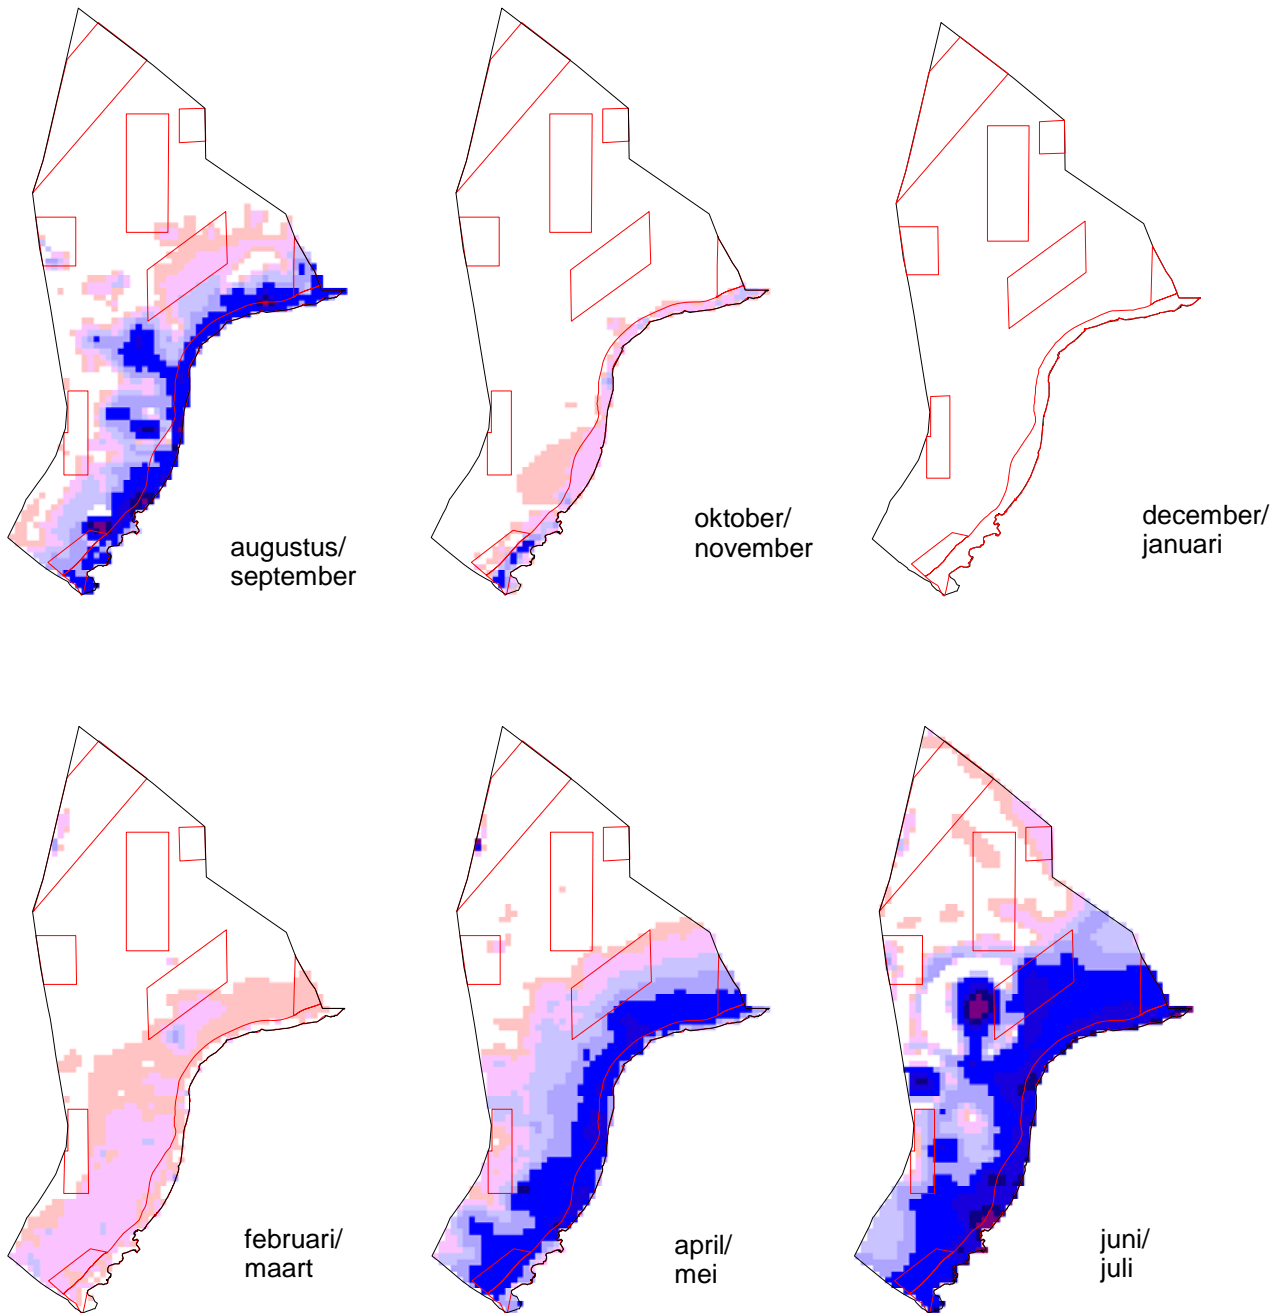 augustus/
september
oktober/
november
december/
januari
februari/
maart
april/
mei
juni/
juli